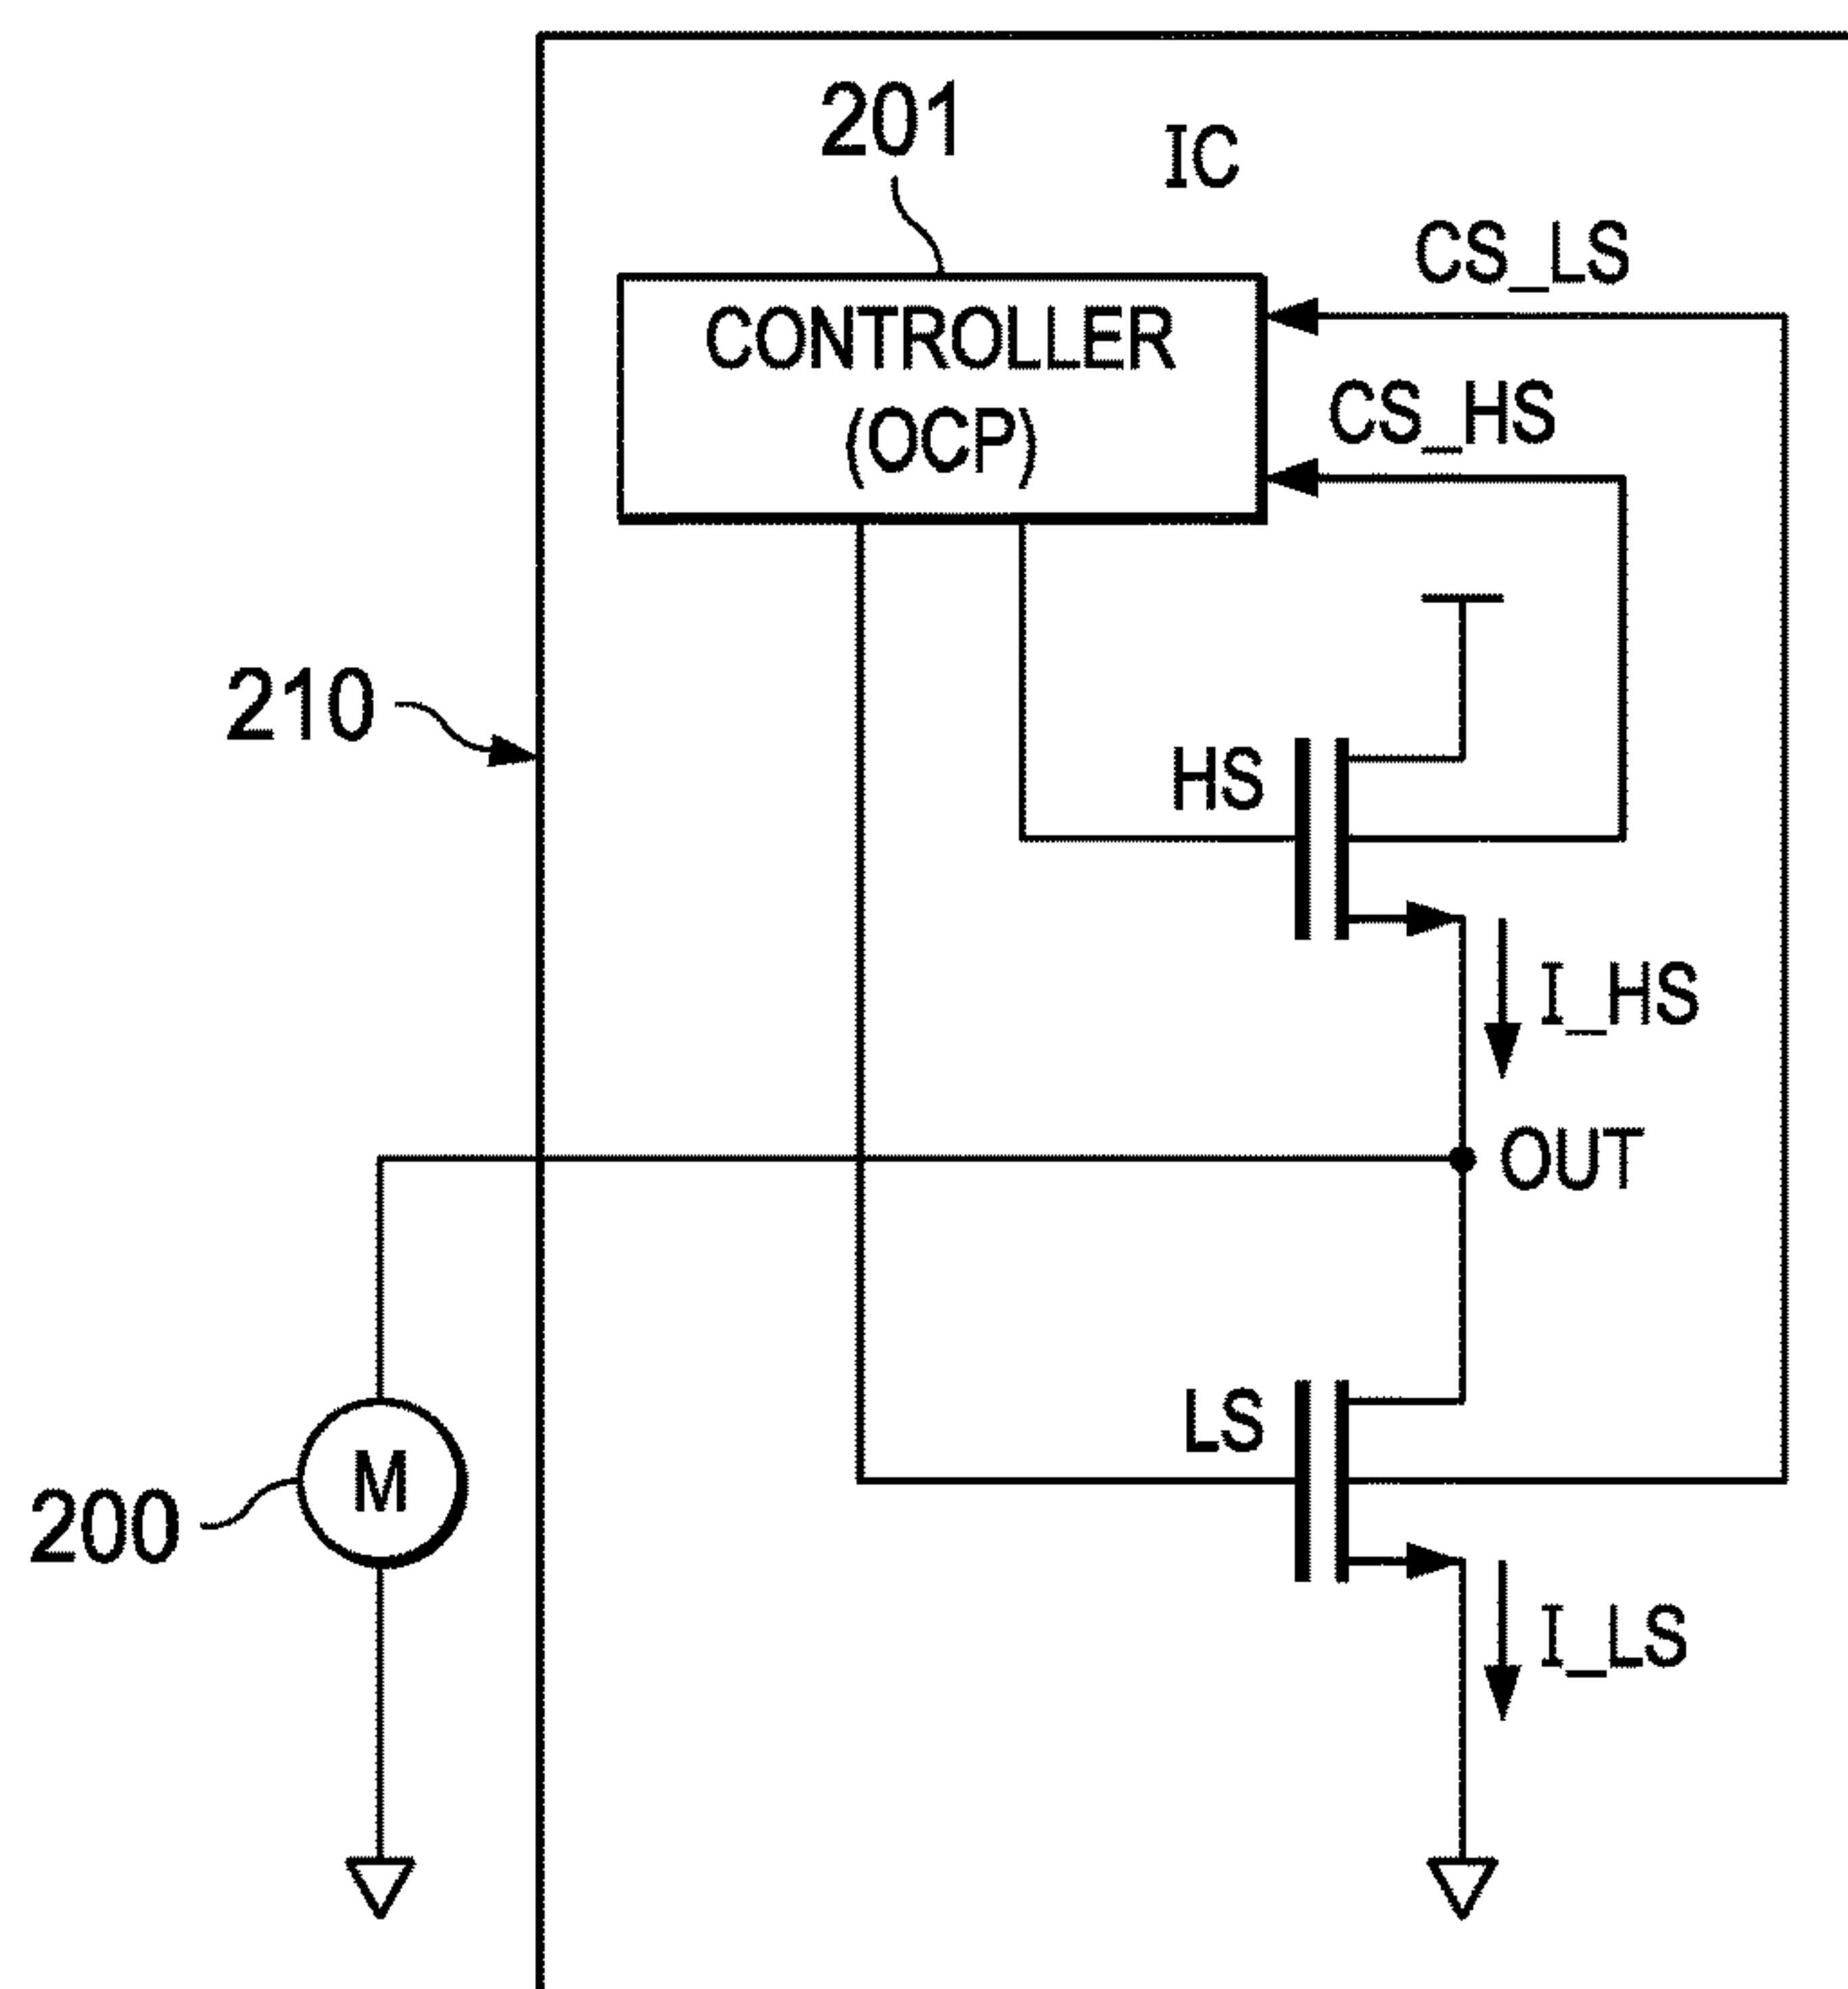 201
IC
CS_LS
CONTROLLER
(OCP)
CS_HS
210
HS
I_HS
OUT
LS
M
200
I_LS